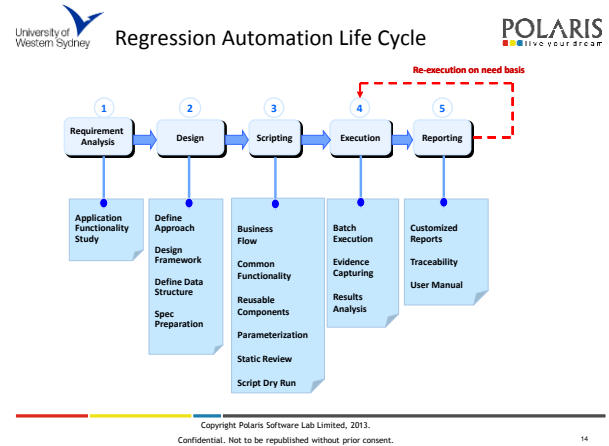 University of
Western Sydney
Regression Automation Life Cycle
POLARIS
live your dream
Re-execution on need basis
1
2
3
4
5
Requirement
Analysis
Design
Scripting
Execution
Reporting
Application
Functionality
Study
Define
Approach
Design
Framework
Define Data
Structure
Spec
Preparation
Business
Flow
Common
Functionality
Reusable
Components
Parameterization
Static Review
Script Dry Run
Batch
Execution
Evidence
Capturing
Results
Analysis
Customized
Reports
Traceability
User Manual
Copyright Polaris Software Lab Limited, 2013.
Confidential. Not to be republished without prior consent.
14